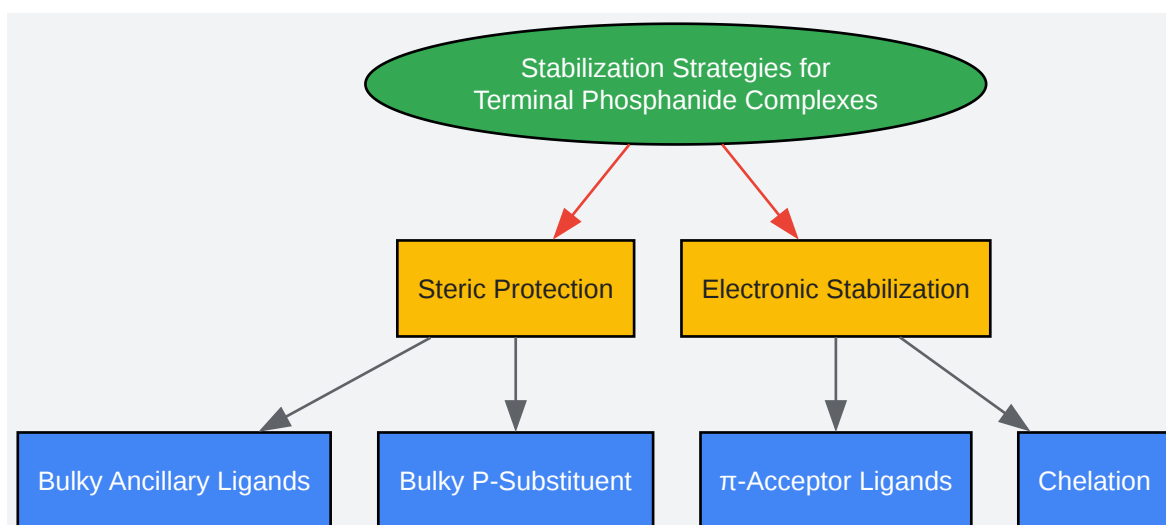 Stabilization Strategies for
Terminal Phosphanide Complexes
Steric Protection
Electronic Stabilization
Bulky Ancillary Ligands
Bulky P-Substituent
π-Acceptor Ligands
Chelation